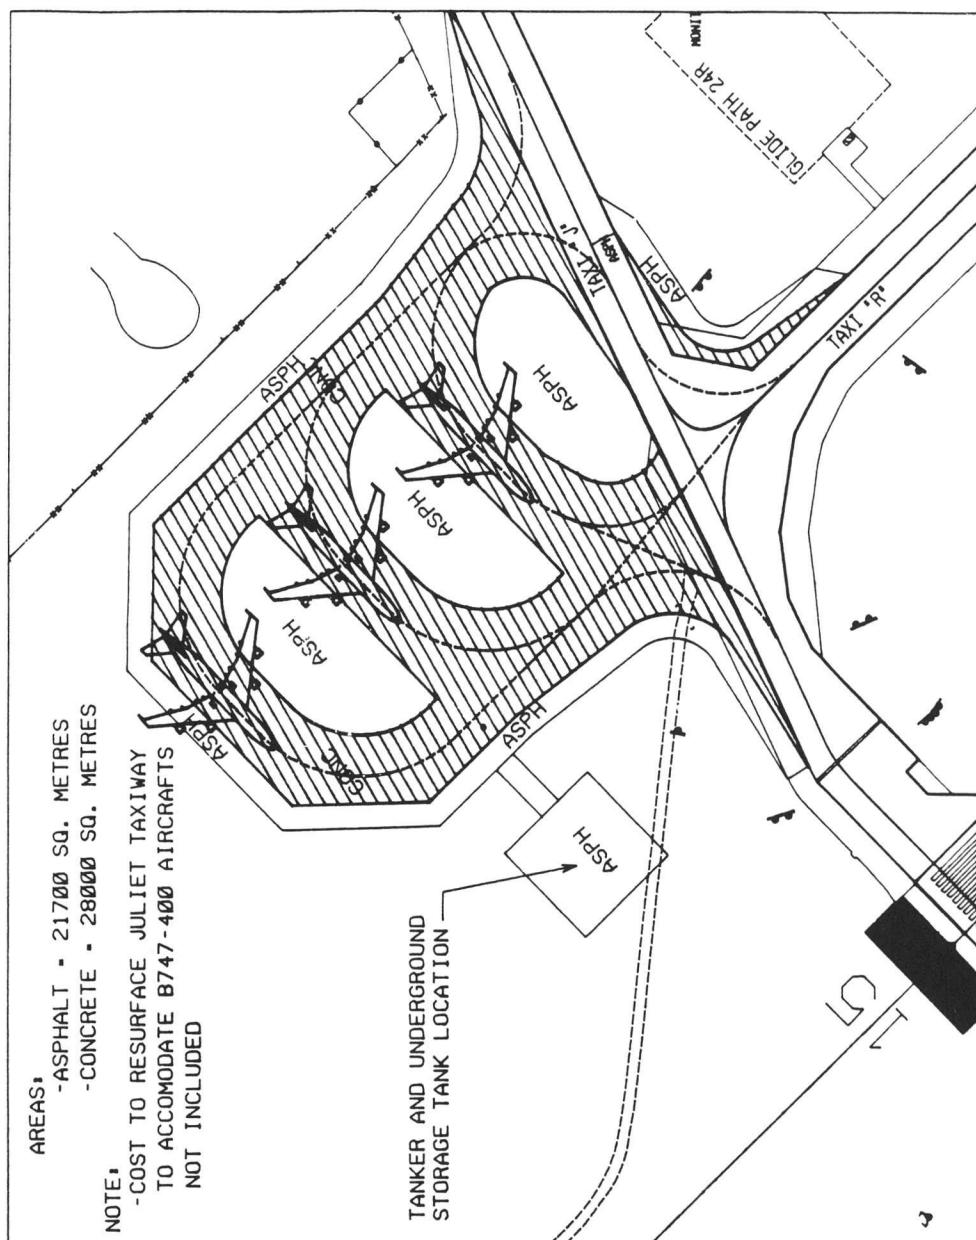 AREAS:
-ASPHALT = 21700 SQ. METRES
-CONCRETE = 28000 SQ. METRES
NOTE:
-COST TO RESURFACE JULIET TAXIWAY
TO ACCOMODATE B747-400 AIRCRAFTS
NOT INCLUDED
TANKER AND UNDERGROUND
STORAGE TANK LOCATION
ASPH
ASPH
ASPH
CONC
ASPH
ASPH
ASPH
ASPH
CONC
ASPH
TAXI "J"
ASPH
ASPH
TAXI "R"
GLIDE PATH 24R
MONIT
15